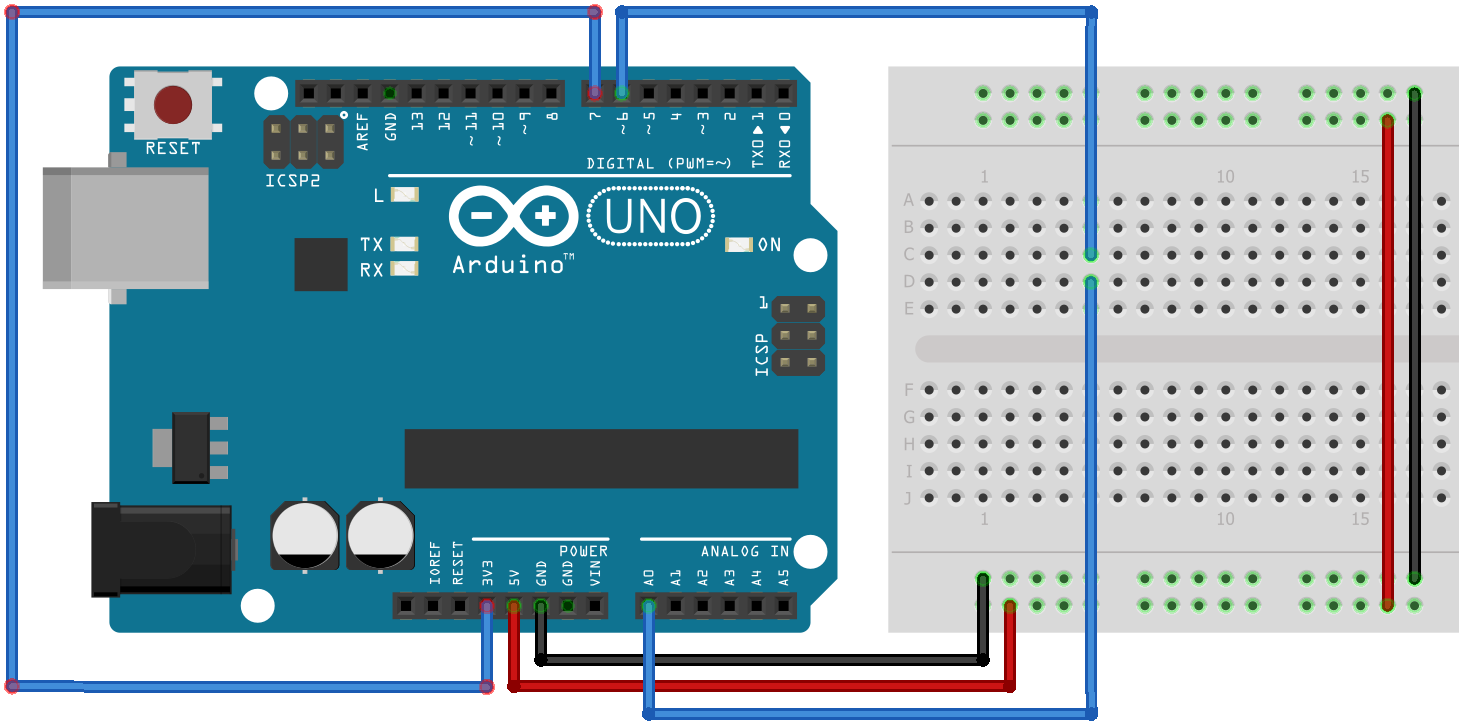 RESET
ICSP2
AREF
GND
13
12
~11
~10
~9
8
7
~6
~5
4
~3
2
TX0▶1
RX0◀0
DIGITAL (PWM=~)
L
TX
RX
UNO
ON
Arduino™
1
ICSP
POWER
ANALOG IN
IOREF
RESET
3V3
5V
GND
GND
VIN
A0
A1
A2
A3
A4
A5
1 10 15
A
B
C
D
E
F
G
H
I
J
1 10 15